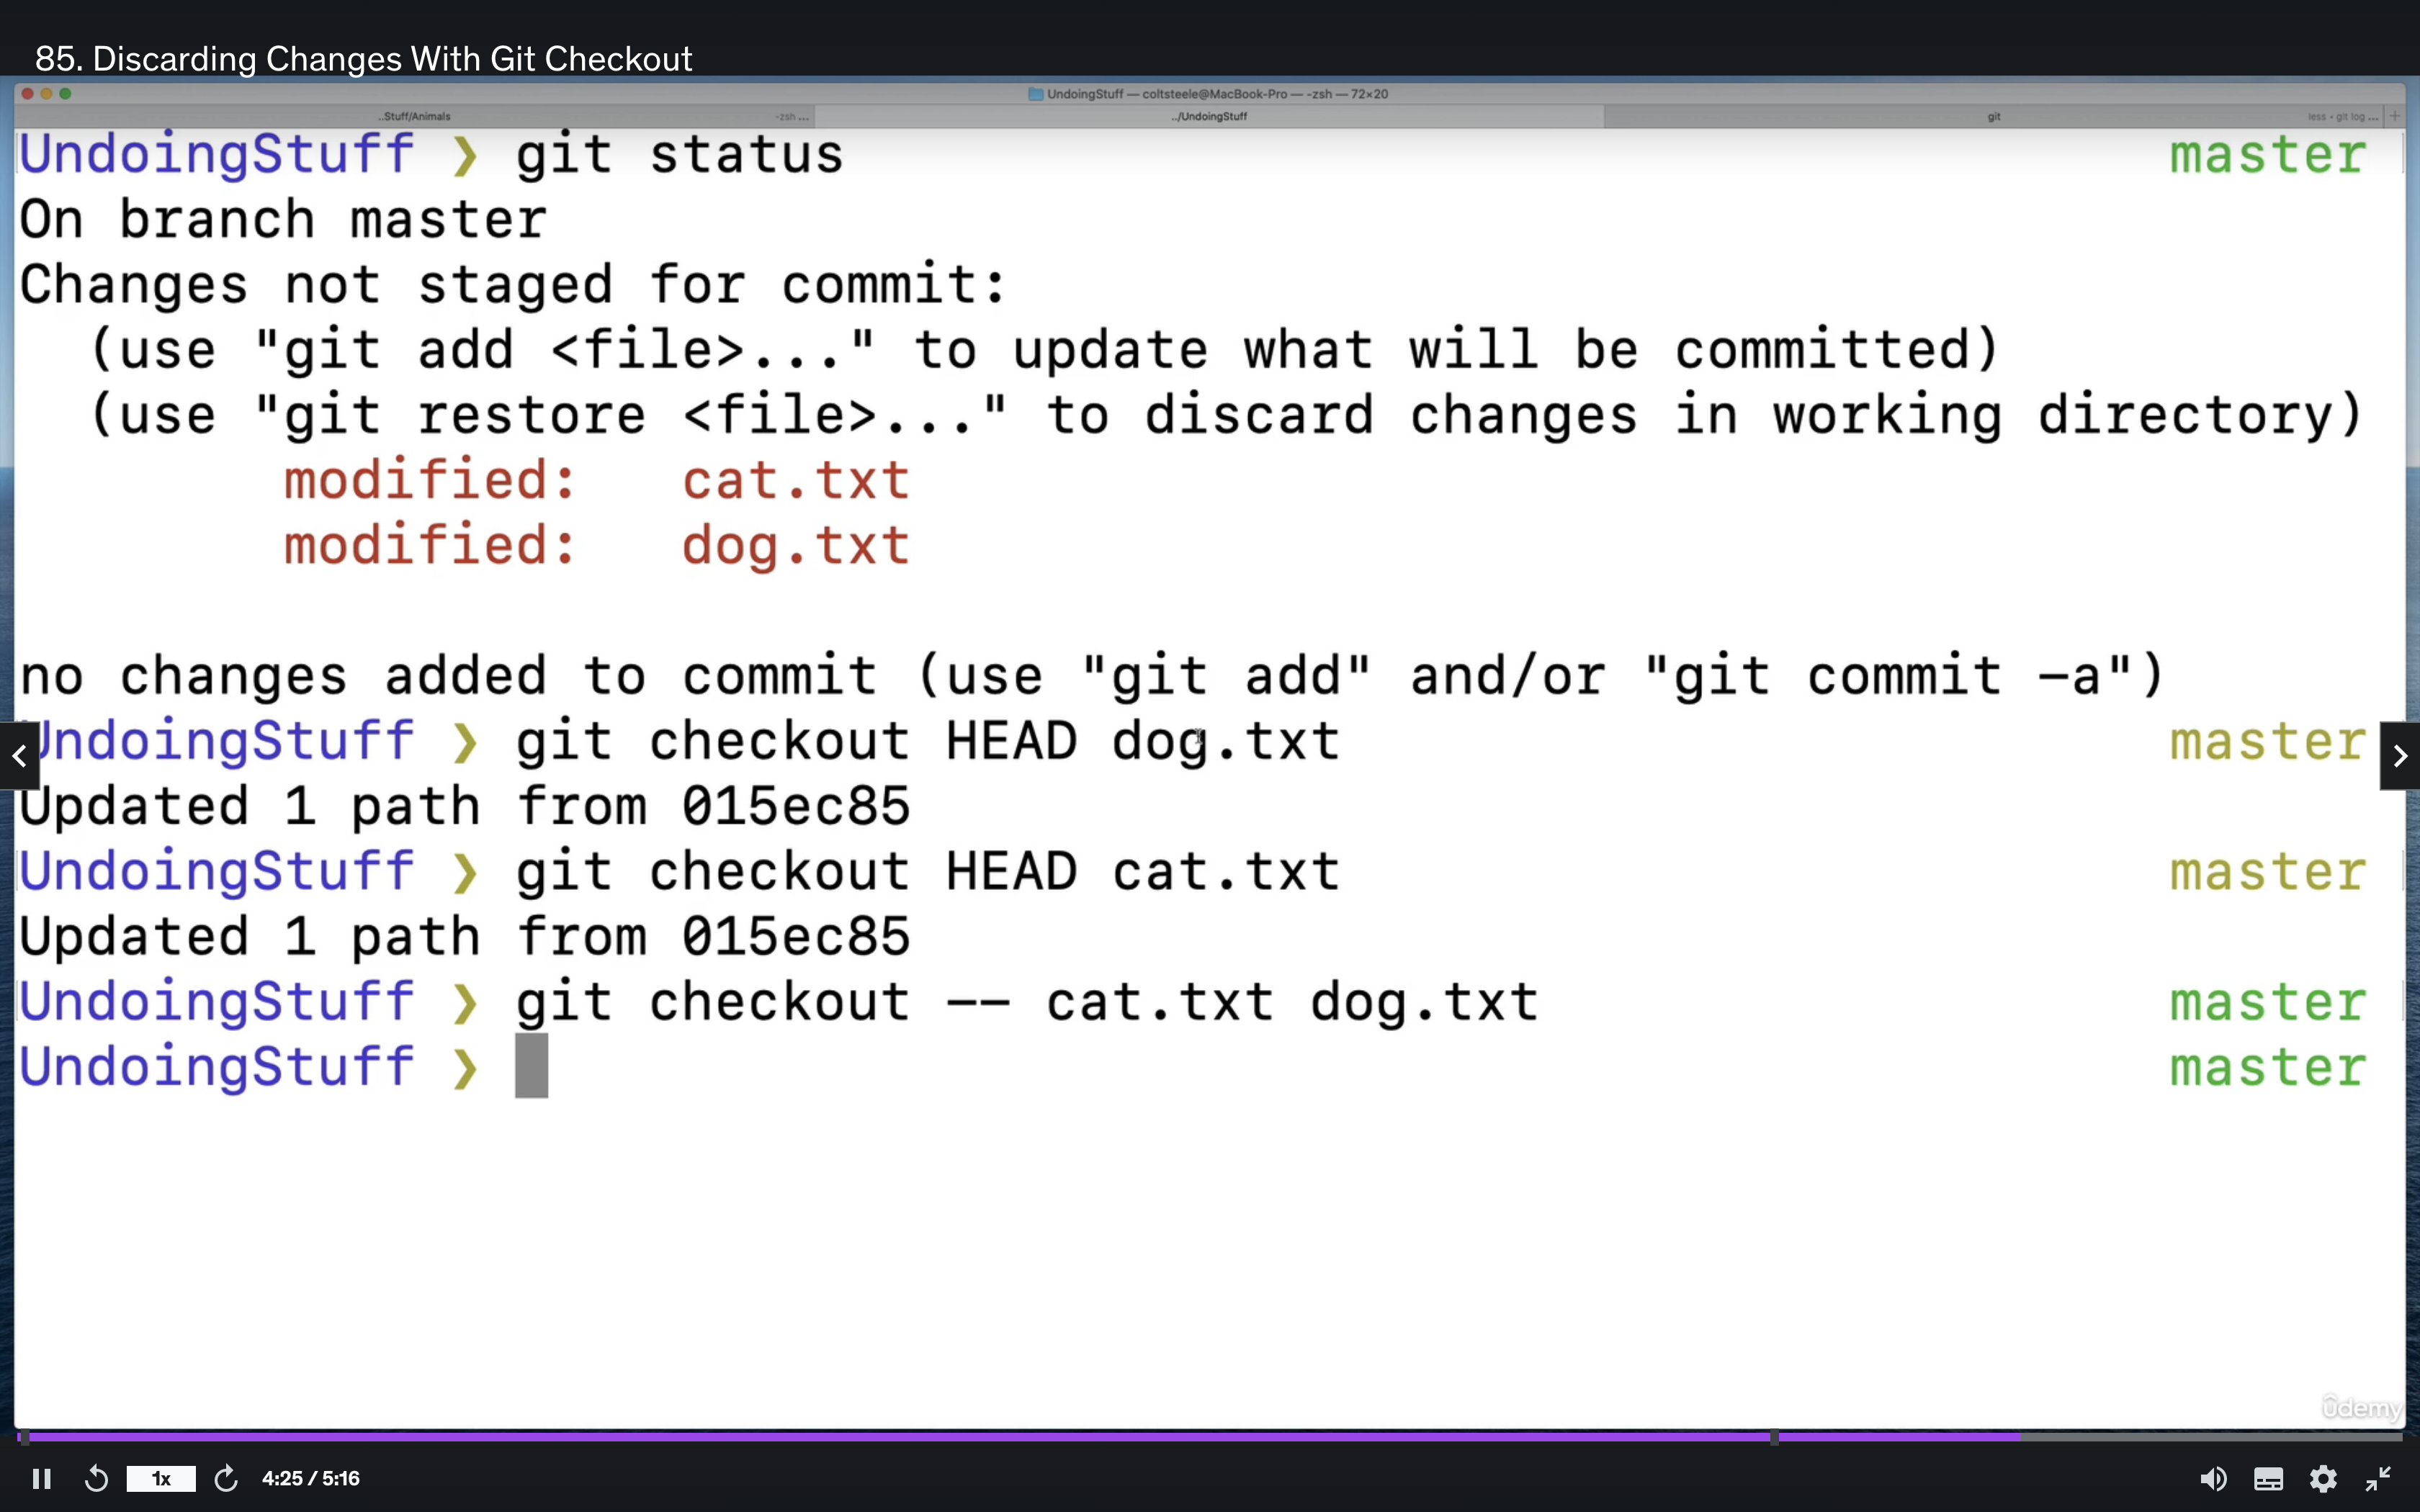 85. Discarding Changes With Git Checkout
UndoingStuff — coltsteele@MacBook-Pro — -zsh — 72×20
..Stuff/Animals -zsh ... ../UndoingStuff git less ‹ git log ... +
UndoingStuff ❯ git status master
On branch master
Changes not staged for commit:
(use "git add <file>..." to update what will be committed)
(use "git restore <file>..." to discard changes in working directory)
modified: cat.txt
modified: dog.txt
no changes added to commit (use "git add" and/or "git commit -a")
UndoingStuff ❯ git checkout HEAD dog.txt master
Updated 1 path from 015ec85
UndoingStuff ❯ git checkout HEAD cat.txt master
Updated 1 path from 015ec85
UndoingStuff ❯ git checkout -- cat.txt dog.txt master
UndoingStuff ❯ master
ûdemy
1x 4:25 / 5:16